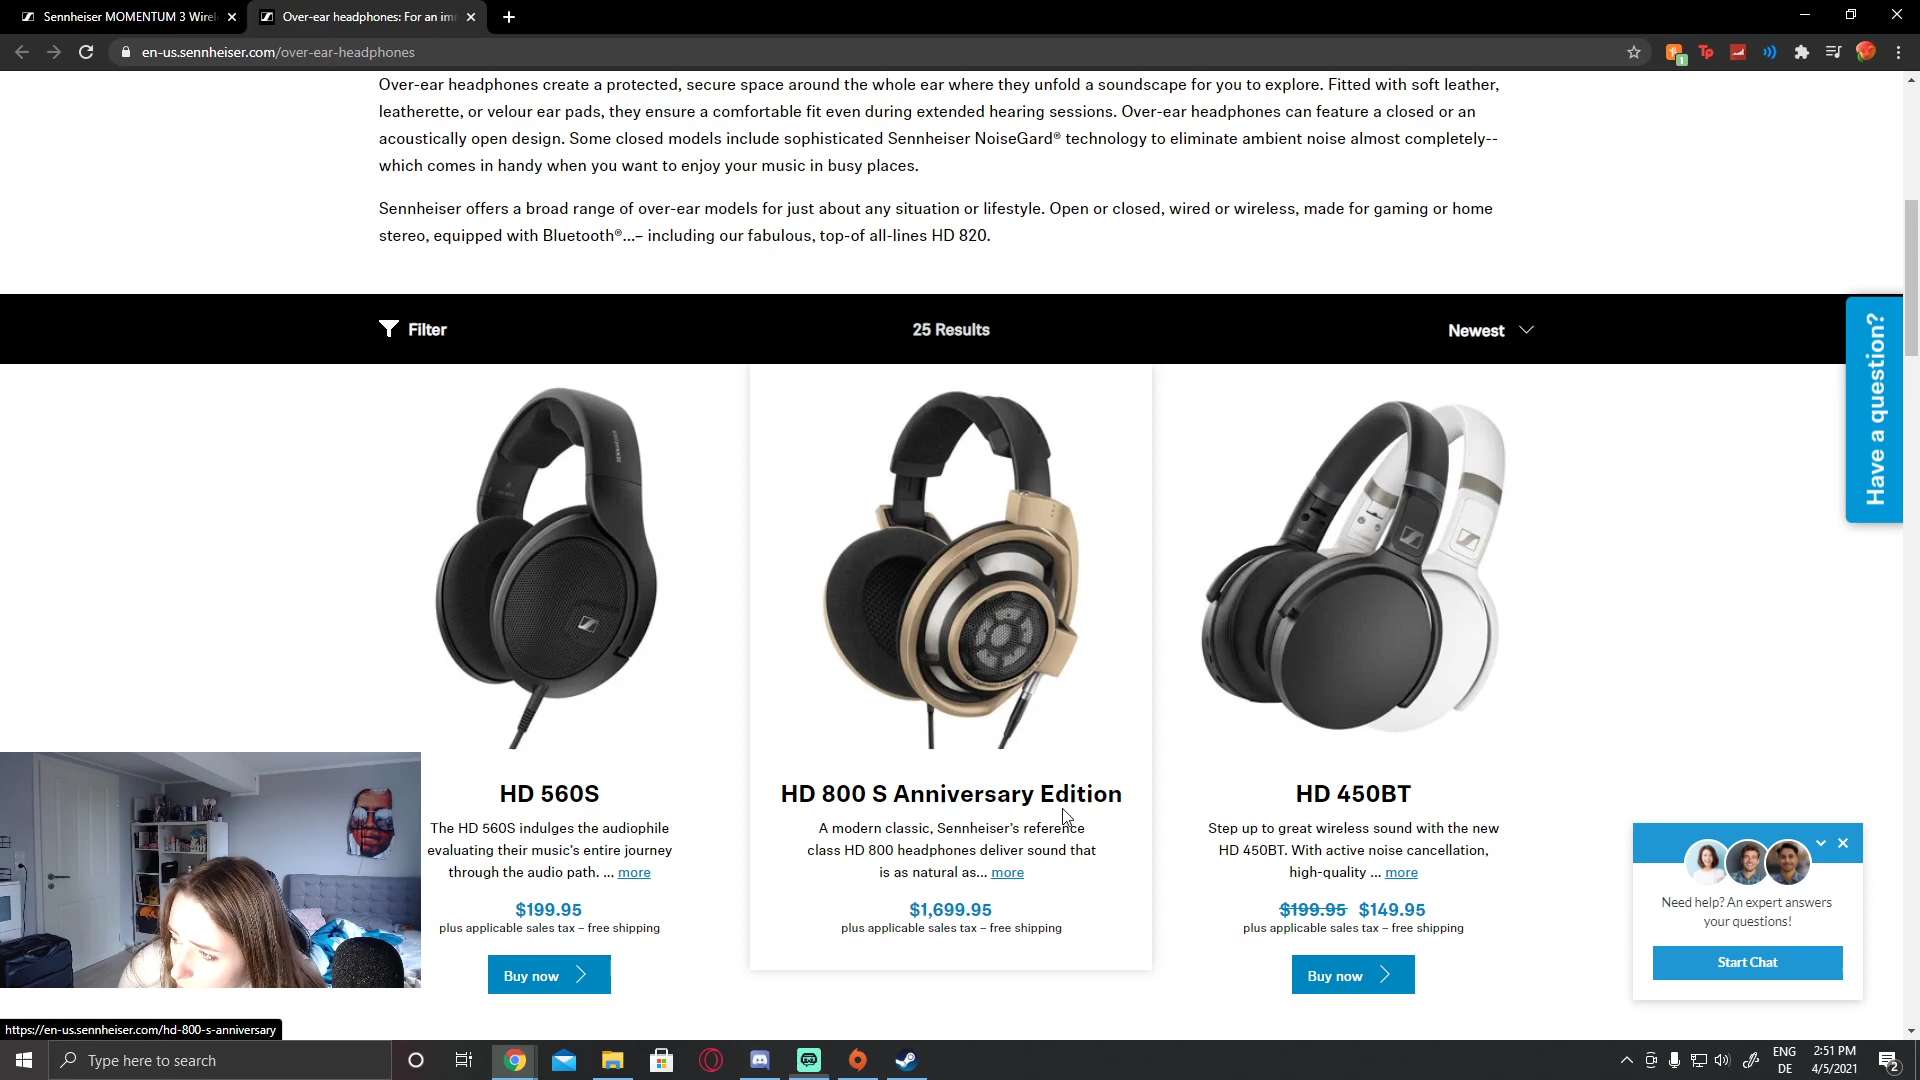 Sennheiser MOMENTUM 3 Wirel
Over-ear headphones: For an im
en-us.sennheiser.com/over-ear-headphones
1
Tp
Over-ear headphones create a protected, secure space around the whole ear where they unfold a soundscape for you to explore. Fitted with soft leather,
leatherette, or velour ear pads, they ensure a comfortable fit even during extended hearing sessions. Over-ear headphones can feature a closed or an
acoustically open design. Some closed models include sophisticated Sennheiser NoiseGard® technology to eliminate ambient noise almost completely--
which comes in handy when you want to enjoy your music in busy places.
Sennheiser offers a broad range of over-ear models for just about any situation or lifestyle. Open or closed, wired or wireless, made for gaming or home
stereo, equipped with Bluetooth®...– including our fabulous, top-of all-lines HD 820.
Filter
25 Results
Newest
Have a question?
HD 560S
The HD 560S indulges the audiophile
evaluating their music's entire journey
through the audio path. ... more
$199.95
plus applicable sales tax – free shipping
Buy now
HD 800 S Anniversary Edition
A modern classic, Sennheiser's reference
class HD 800 headphones deliver sound that
is as natural as... more
$1,699.95
plus applicable sales tax – free shipping
HD 450BT
Step up to great wireless sound with the new
HD 450BT. With active noise cancellation,
high-quality ... more
$199.95 $149.95
plus applicable sales tax – free shipping
Buy now
Need help? An expert answers
your questions!
Start Chat
https://en-us.sennheiser.com/hd-800-s-anniversary
Type here to search
ENG
DE
2:51 PM
4/5/2021
2